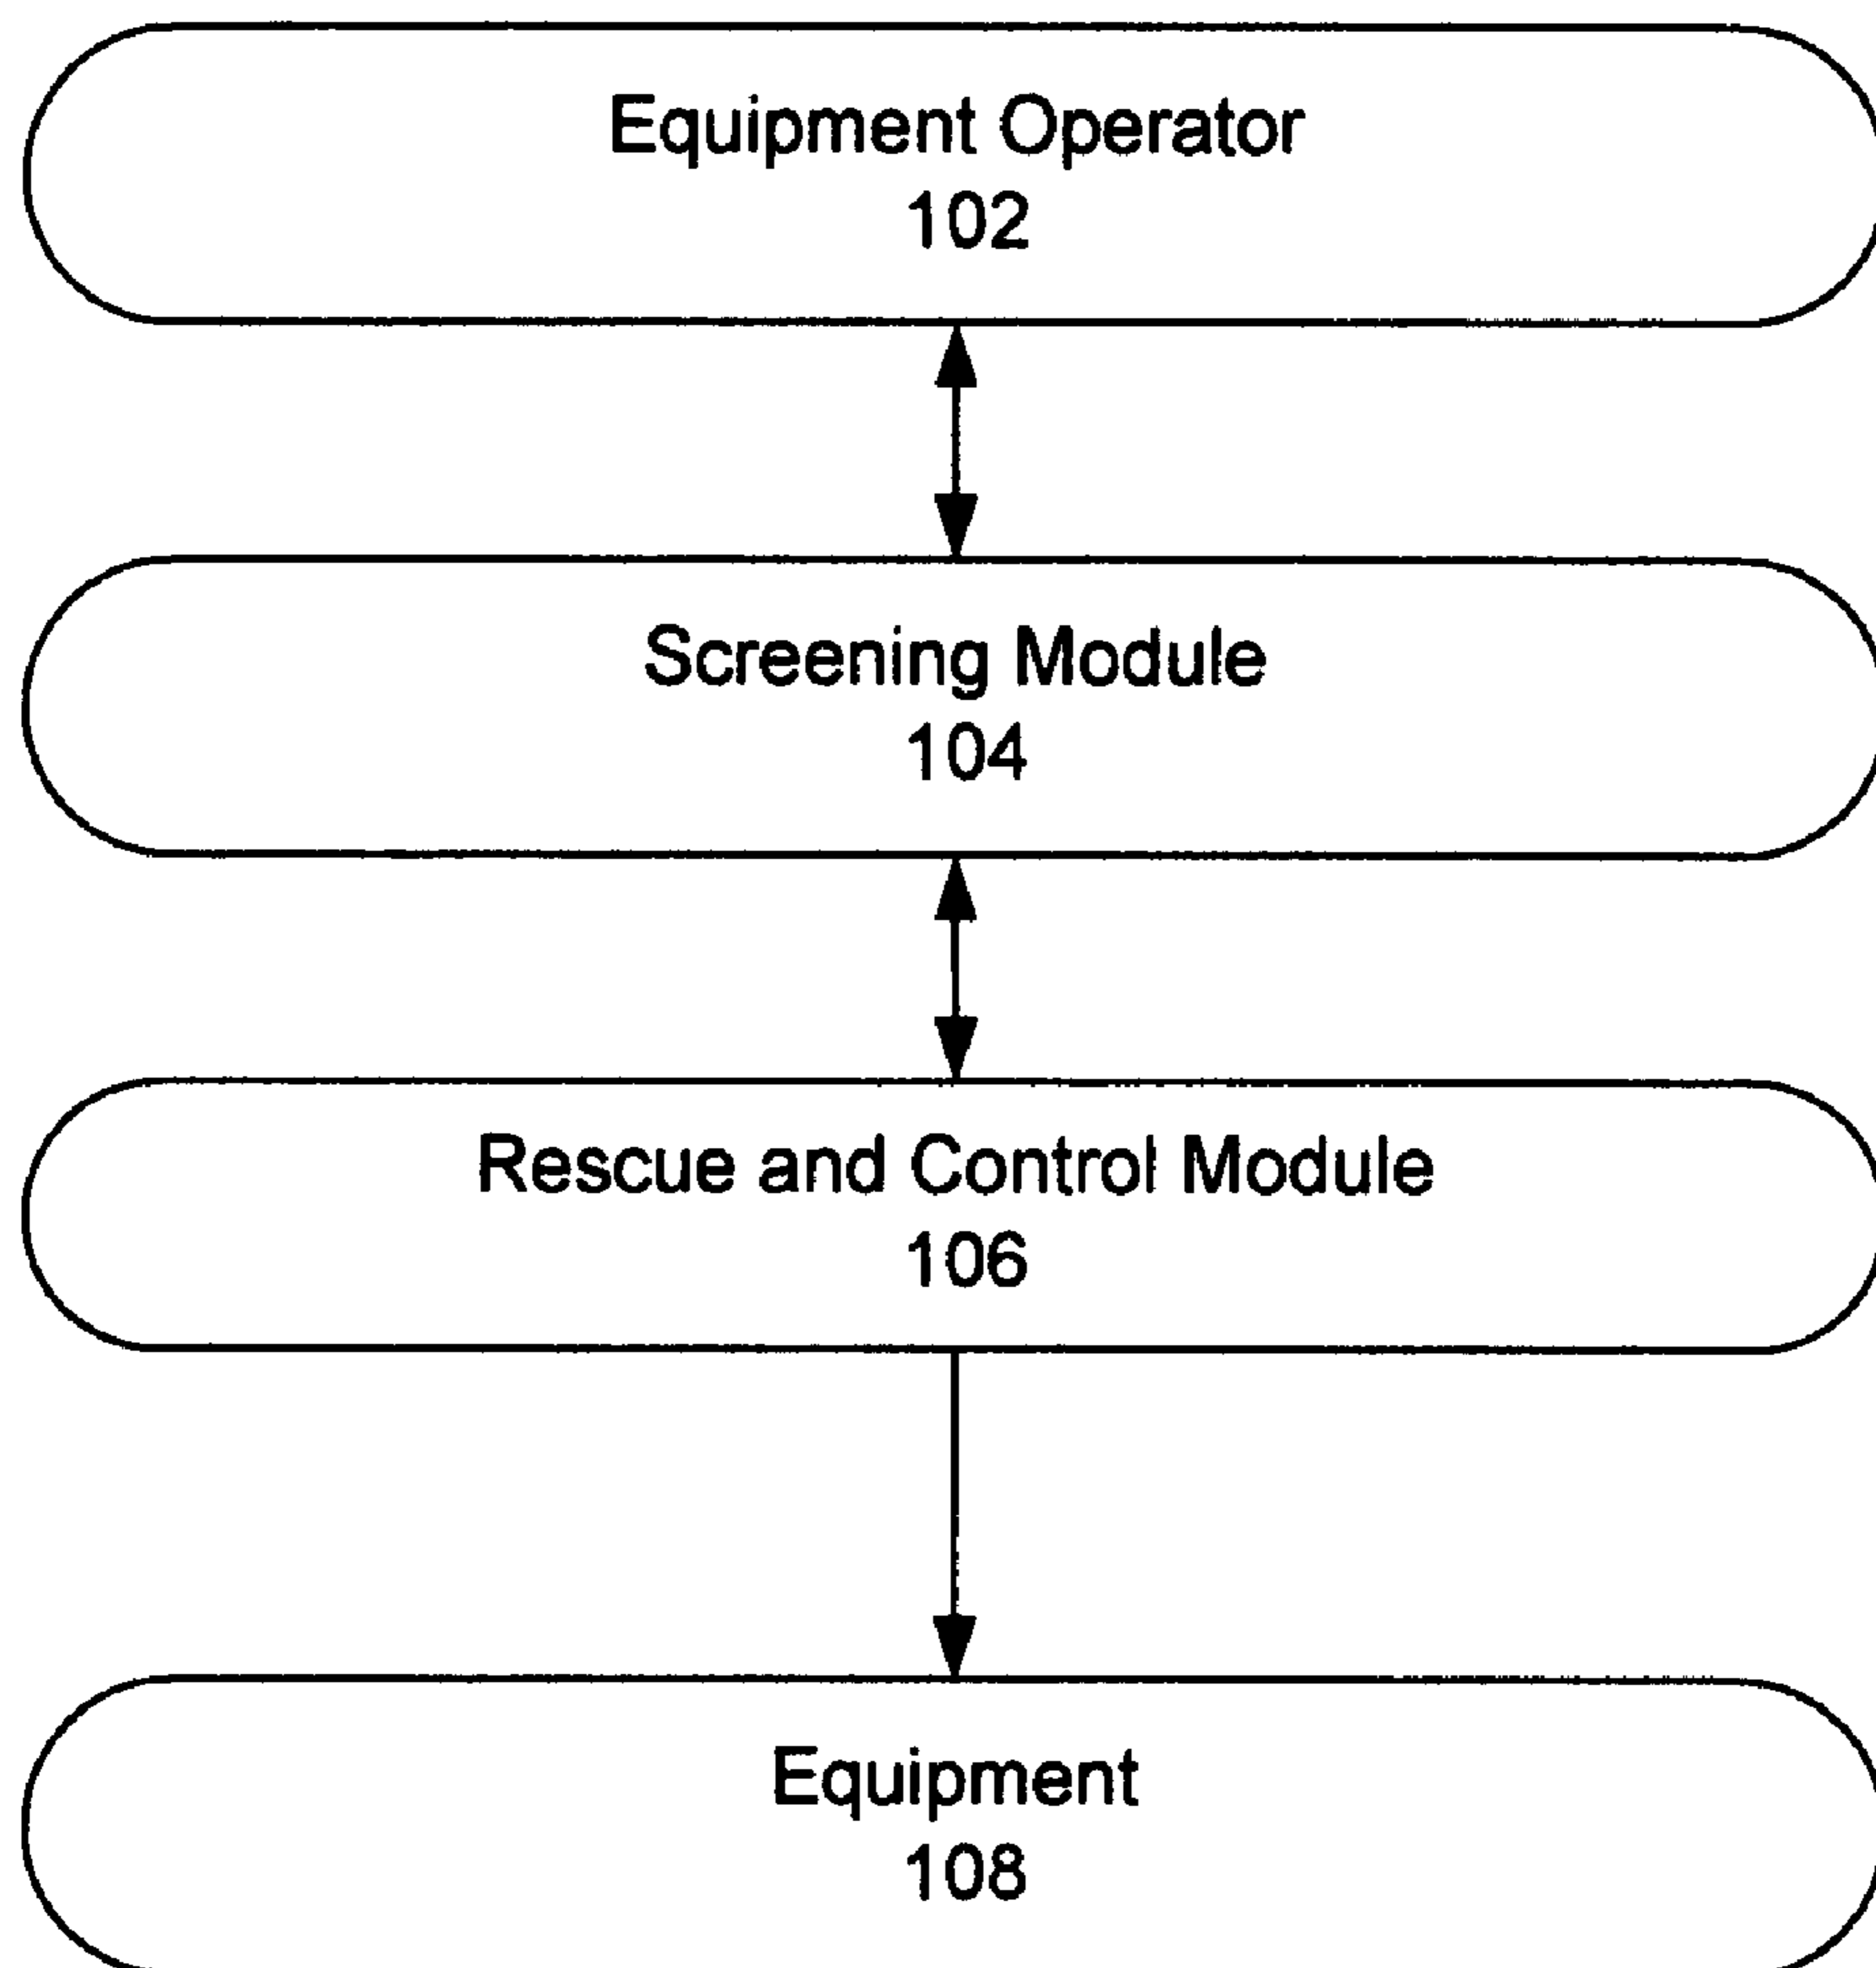 Equipment Operator
102
Screening Module
104
Rescue and Control Module
106
Equipment
108